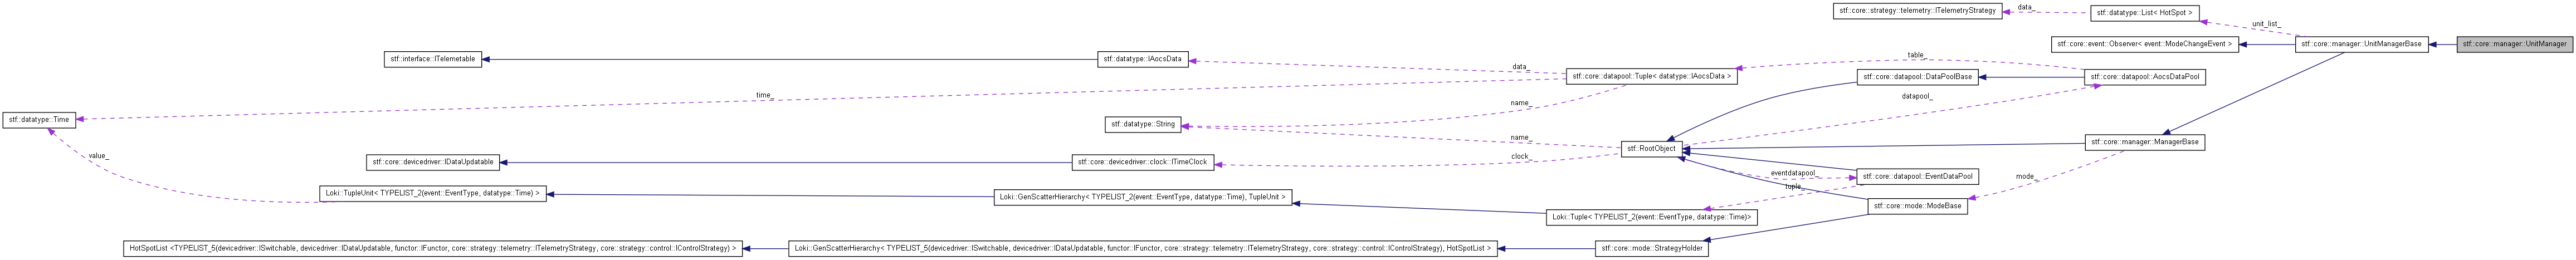 stf::core::strategy::telemetry::ITelemetryStrategy
data_
stf::datatype::List< HotSpot >
unit_list_
stf::core::event::Observer< event::ModeChangeEvent >
stf::core::manager::UnitManagerBase
stf::core::manager::UnitManager
stf::interface::ITelemetable
stf::datatype::IAocsData
data_
table_
stf::core::datapool::Tuple< datatype::IAocsData >
stf::core::datapool::DataPoolBase
stf::core::datapool::AocsDataPool
time_
name_
datapool_
stf::datatype::Time
stf::datatype::String
name_
stf::RootObject
stf::core::manager::ManagerBase
value_
stf::core::devicedriver::IDataUpdatable
stf::core::devicedriver::clock::ITimeClock
clock_
eventdatapool_
stf::core::datapool::EventDataPool
mode_
tuple_
Loki::TupleUnit< TYPELIST_2(event::EventType, datatype::Time) >
Loki::GenScatterHierarchy< TYPELIST_2(event::EventType, datatype::Time), TupleUnit >
stf::core::mode::ModeBase
Loki::Tuple< TYPELIST_2(event::EventType, datatype::Time)>
HotSpotList <TYPELIST_5(devicedriver::ISwitchable, devicedriver::IDataUpdatable, functor::IFunctor, core::strategy::telemetry::ITelemetryStrategy, core::strategy::control::IControlStrategy) >
Loki::GenScatterHierarchy< TYPELIST_5(devicedriver::ISwitchable, devicedriver::IDataUpdatable, functor::IFunctor, core::strategy::telemetry::ITelemetryStrategy, core::strategy::control::IControlStrategy), HotSpotList >
stf::core::mode::StrategyHolder